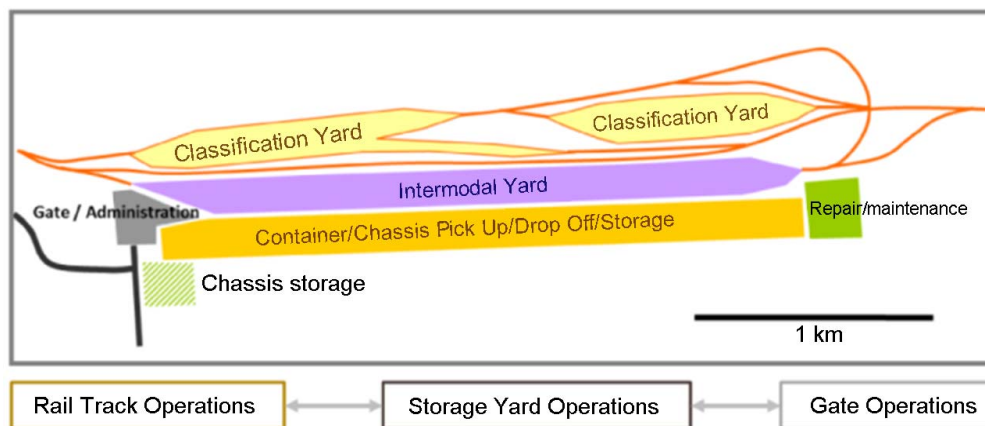 Classification Yard
Classification Yard
Intermodal Yard
Gate / Administration
Repair/maintenance
Container/Chassis Pick Up/Drop Off/Storage
Chassis storage
1 km
Rail Track Operations
Storage Yard Operations
Gate Operations